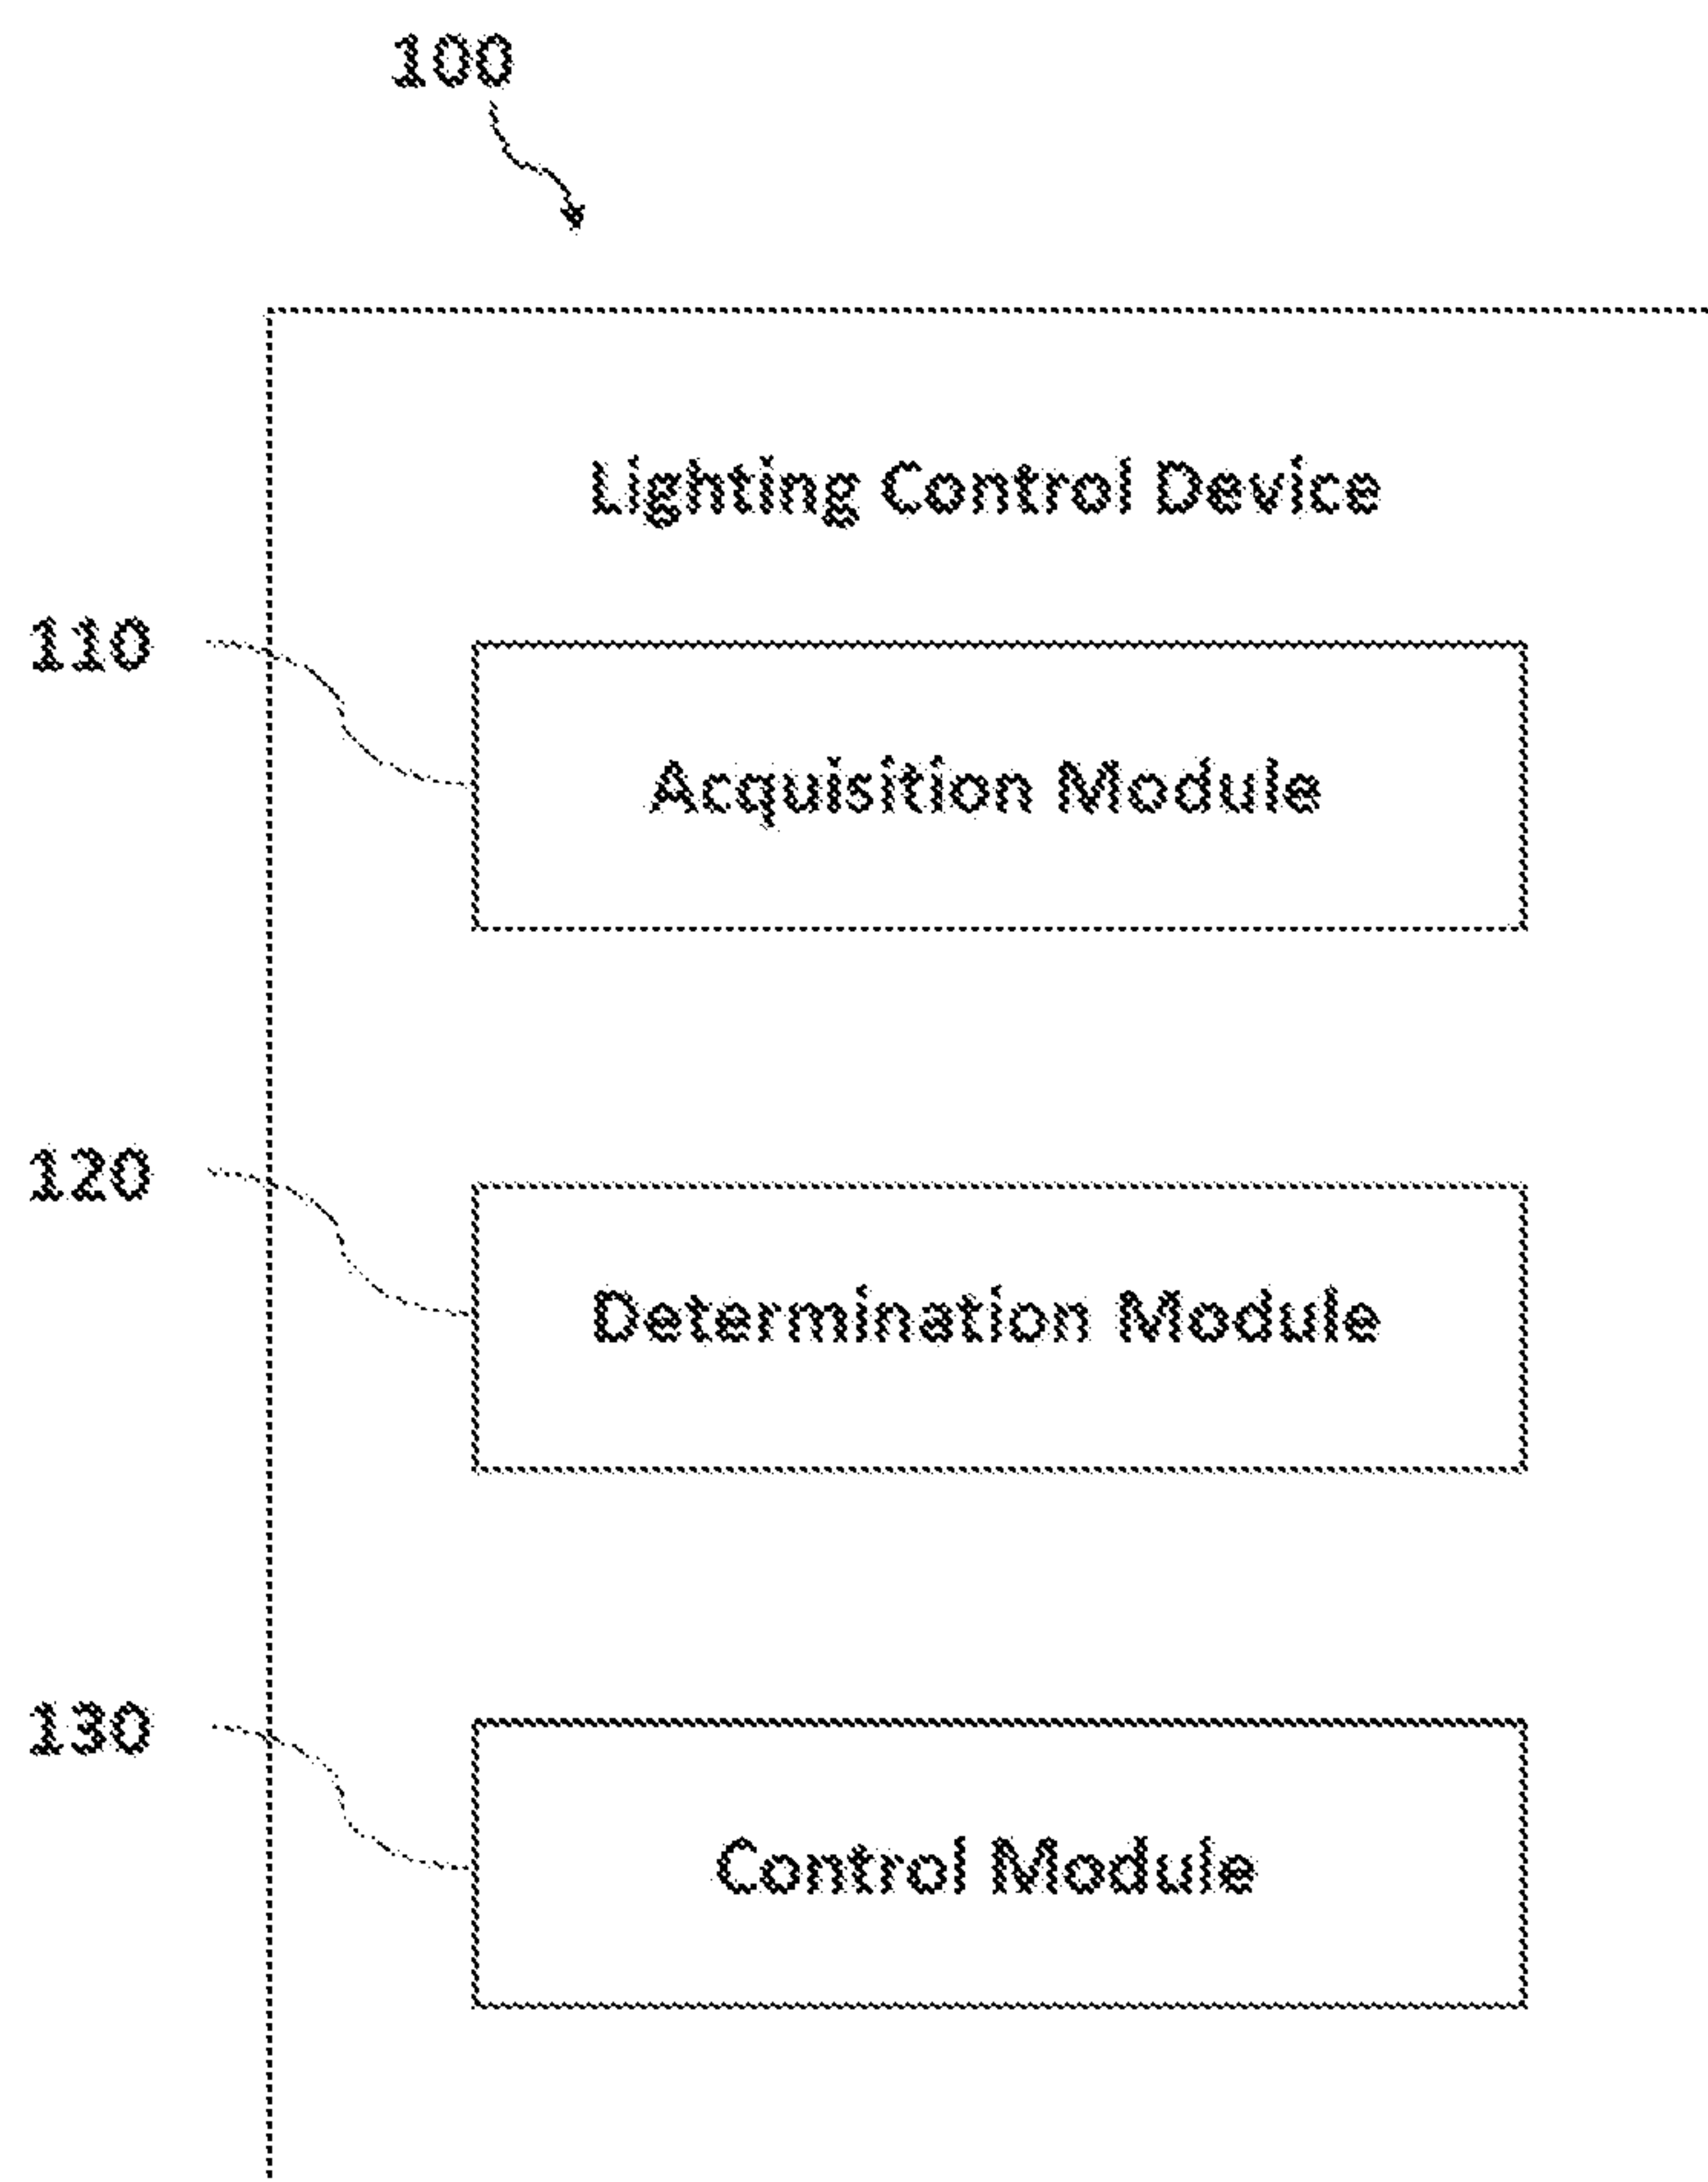 100
Lighting Control Device
110
Acquisition Module
120
Determination Module
130
Control Module